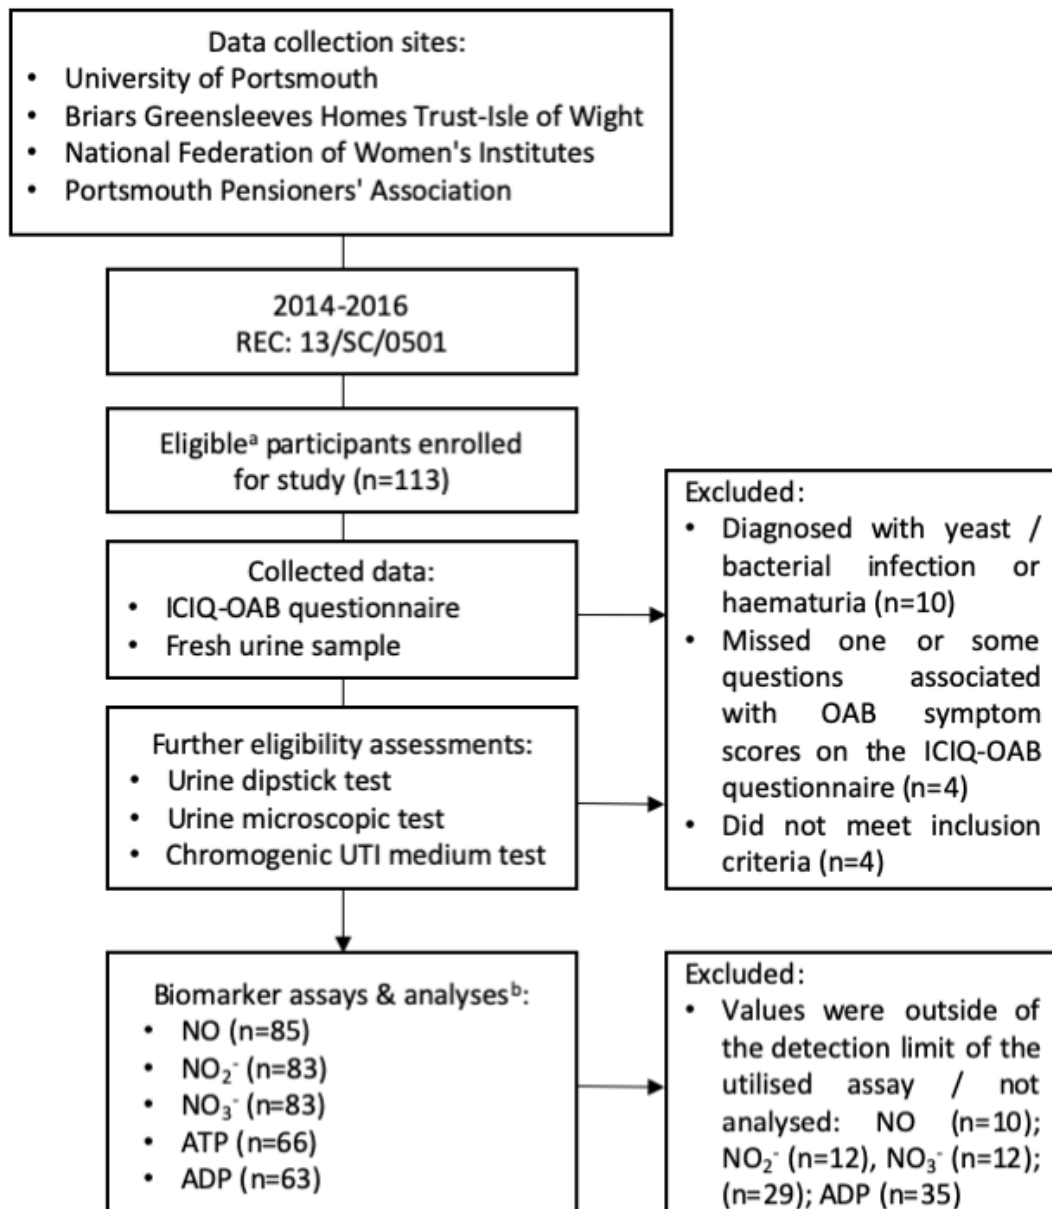 Data collection sites:
• University of Portsmouth
• Briars Greensleeves Homes Trust-Isle of Wight
• National Federation of Women's Institutes
• Portsmouth Pensioners' Association
2014-2016
REC: 13/SC/0501
Eligibleᵃ participants enrolled
for study (n=113)
Collected data:
• ICIQ-OAB questionnaire
• Fresh urine sample
Further eligibility assessments:
• Urine dipstick test
• Urine microscopic test
• Chromogenic UTI medium test
Excluded:
• Diagnosed with yeast /
bacterial infection or
haematuria (n=10)
• Missed one or some
questions associated
with OAB symptom
scores on the ICIQ-OAB
questionnaire (n=4)
• Did not meet inclusion
criteria (n=4)
Biomarker assays & analysesᵇ:
• NO (n=85)
• NO₂⁻ (n=83)
• NO₃⁻ (n=83)
• ATP (n=66)
• ADP (n=63)
Excluded:
• Values were outside of
the detection limit of the
utilised assay / not
analysed: NO (n=10);
NO₂⁻ (n=12), NO₃⁻ (n=12);
(n=29); ADP (n=35)